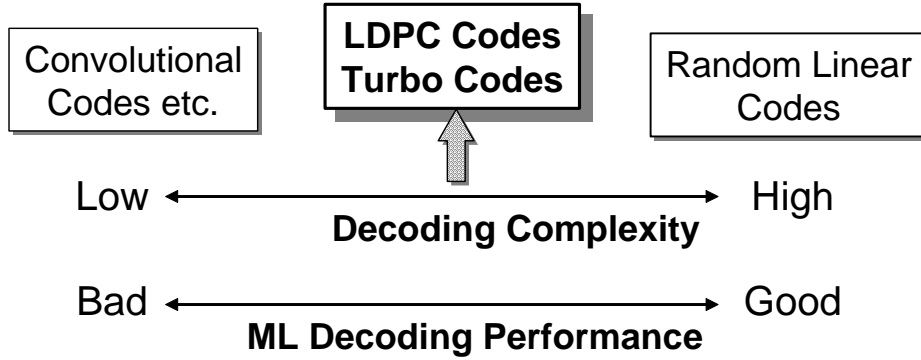 Convolutional
Codes etc.
LDPC Codes
Turbo Codes
Random Linear
Codes
Low
High
Decoding Complexity
Bad
Good
ML Decoding Performance